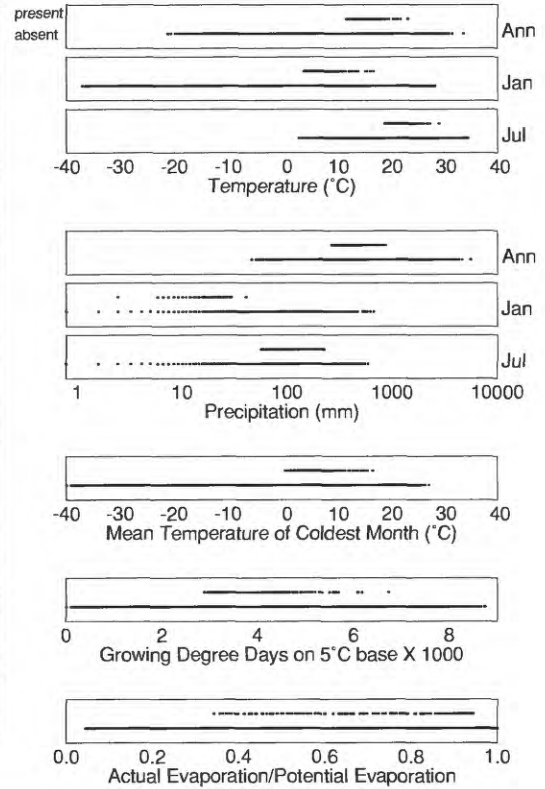 present
absent
Ann
Jan
Jul
-40 -30 -20 -10 0 10 20 30 40
Temperature (°C)
Ann
Jan
Jul
1 10 100 1000 10000
Precipitation (mm)
-40 -30 -20 -10 0 10 20 30 40
Mean Temperature of Coldest Month (°C)
0 2 4 6 8
Growing Degree Days on 5°C base X 1000
0.0 0.2 0.4 0.6 0.8 1.0
Actual Evaporation/Potential Evaporation